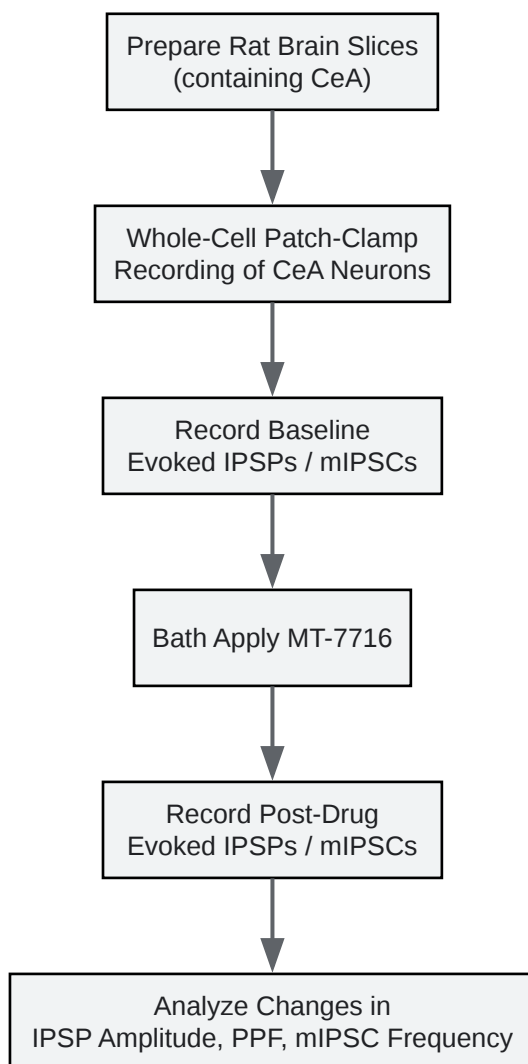 Prepare Rat Brain Slices
(containing CeA)
Whole-Cell Patch-Clamp
Recording of CeA Neurons
Record Baseline
Evoked IPSPs / mIPSCs
Bath Apply MT-7716
Record Post-Drug
Evoked IPSPs / mIPSCs
Analyze Changes in
IPSP Amplitude, PPF, mIPSC Frequency